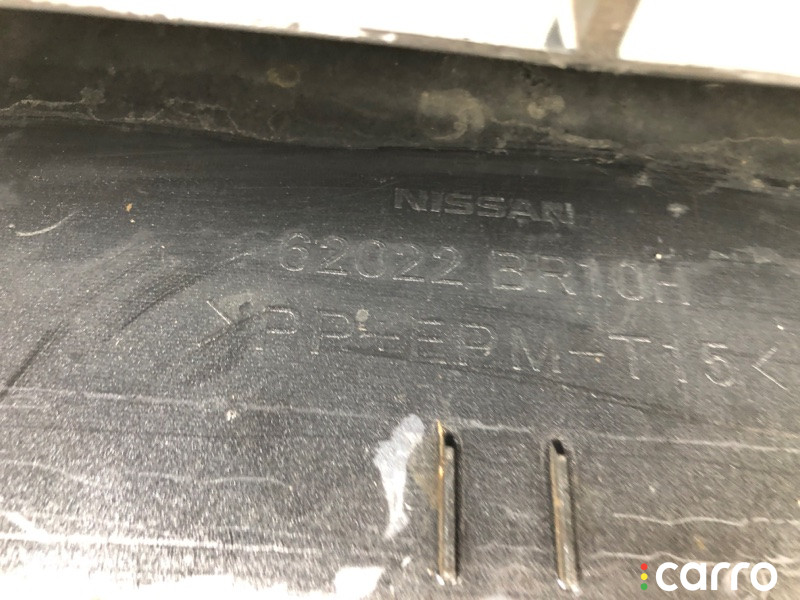 NISSAN
62022 BR10H
>PP+EPM-T15<
carro